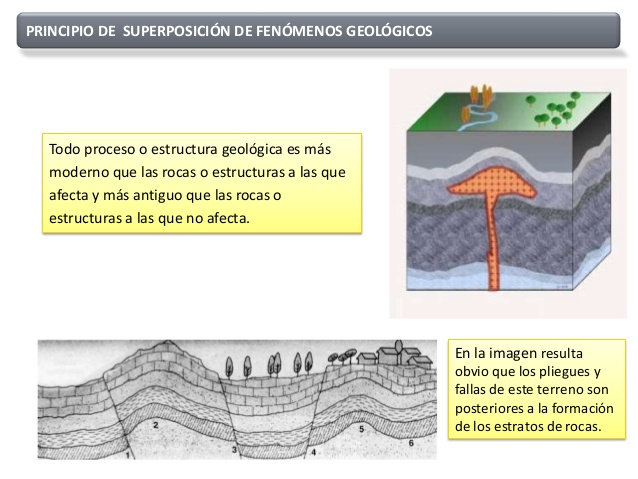 PRINCIPIO DE SUPERPOSICIÓN DE FENÓMENOS GEOLÓGICOS
Todo proceso o estructura geológica es más
moderno que las rocas o estructuras a las que
afecta y más antiguo que las rocas o
estructuras a las que no afecta.
En la imagen resulta
obvio que los pliegues y
fallas de este terreno son
posteriores a la formación
de los estratos de rocas.
1
2
3
4
5
6